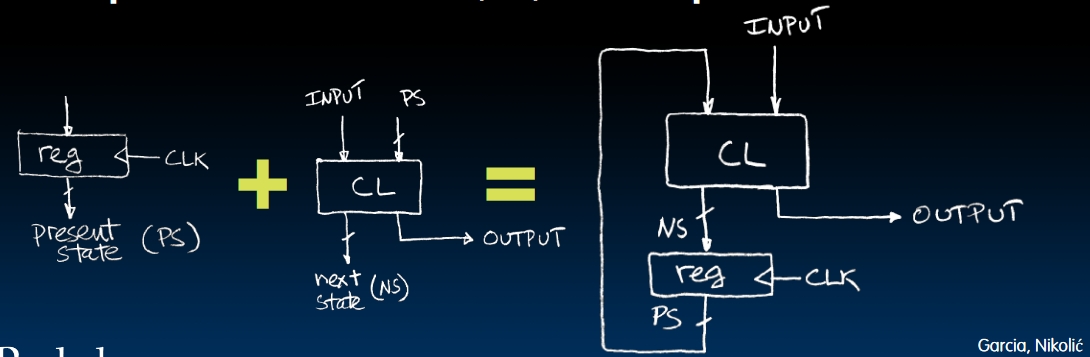 reg
CLK
present
state (PS)
INPUT
PS
CL
OUTPUT
next
state (NS)
INPUT
CL
NS
OUTPUT
reg
CLK
PS
Garcia, Nikolić